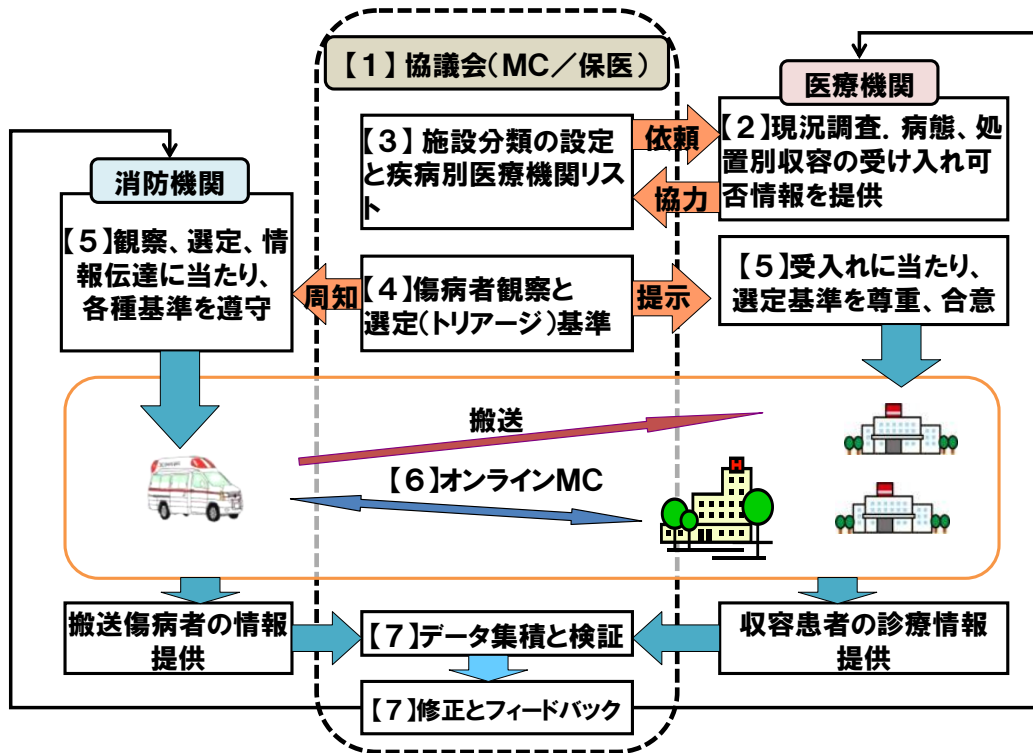 【1】協議会(MC/保医)
医療機関
【3】施設分類の設定
と疾病別医療機関リス
ト
依頼
協力
【2】現況調査．病態、処
置別収容の受け入れ可
否情報を提供
消防機関
【5】観察、選定、情
報伝達に当たり、
各種基準を遵守
周知
【4】傷病者観察と
選定(トリアージ)基準
提示
【5】受入れに当たり、
選定基準を尊重、合意
搬送
【6】オンラインMC
H
搬送傷病者の情報
提供
【7】データ集積と検証
収容患者の診療情報
提供
【7】修正とフィードバック